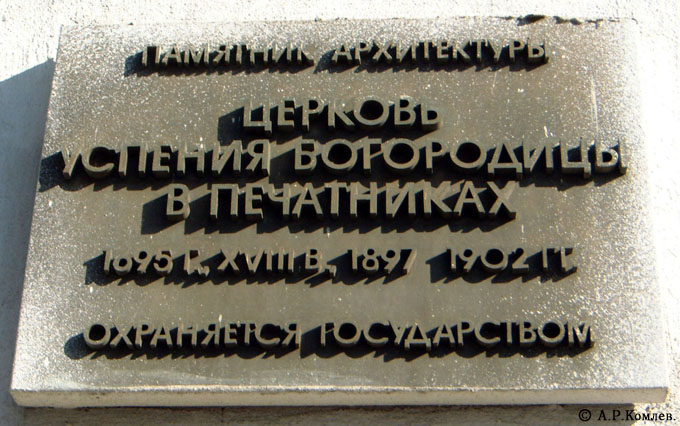 ПАМЯТНИК АРХИТЕКТУРЫ
ЦЕРКОВЬ
УСПЕНИЯ БОГОРОДИЦЫ
В ПЕЧАТНИКАХ
1695 Г., XVIII В., 1897 1902 ГГ.
ОХРАНЯЕТСЯ ГОСУДАРСТВОМ
© А.Р.Комлев.